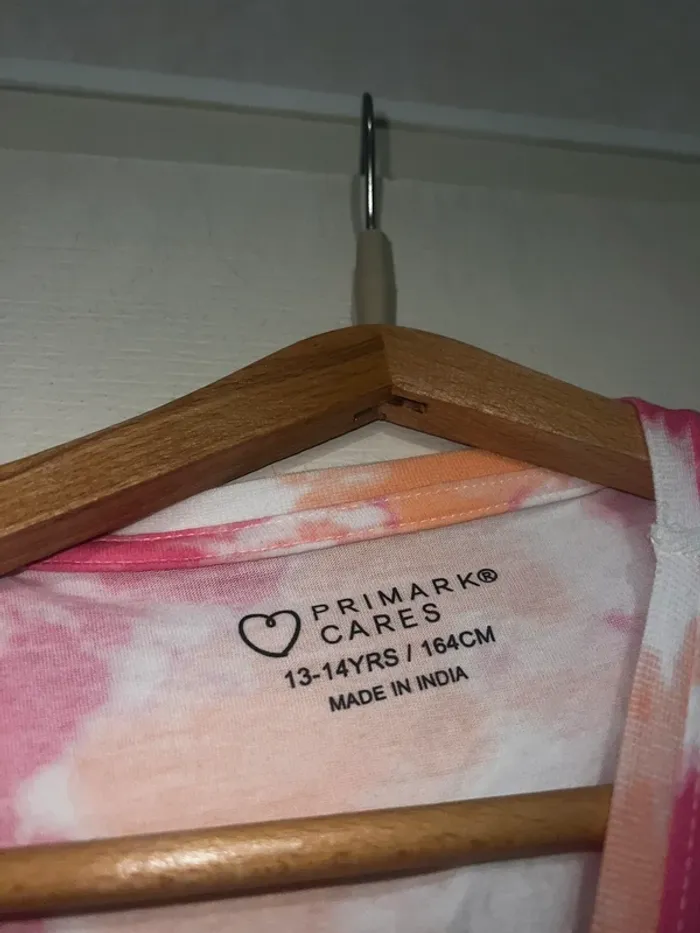 PRIMARK®
CARES
13-14YRS / 164CM
MADE IN INDIA